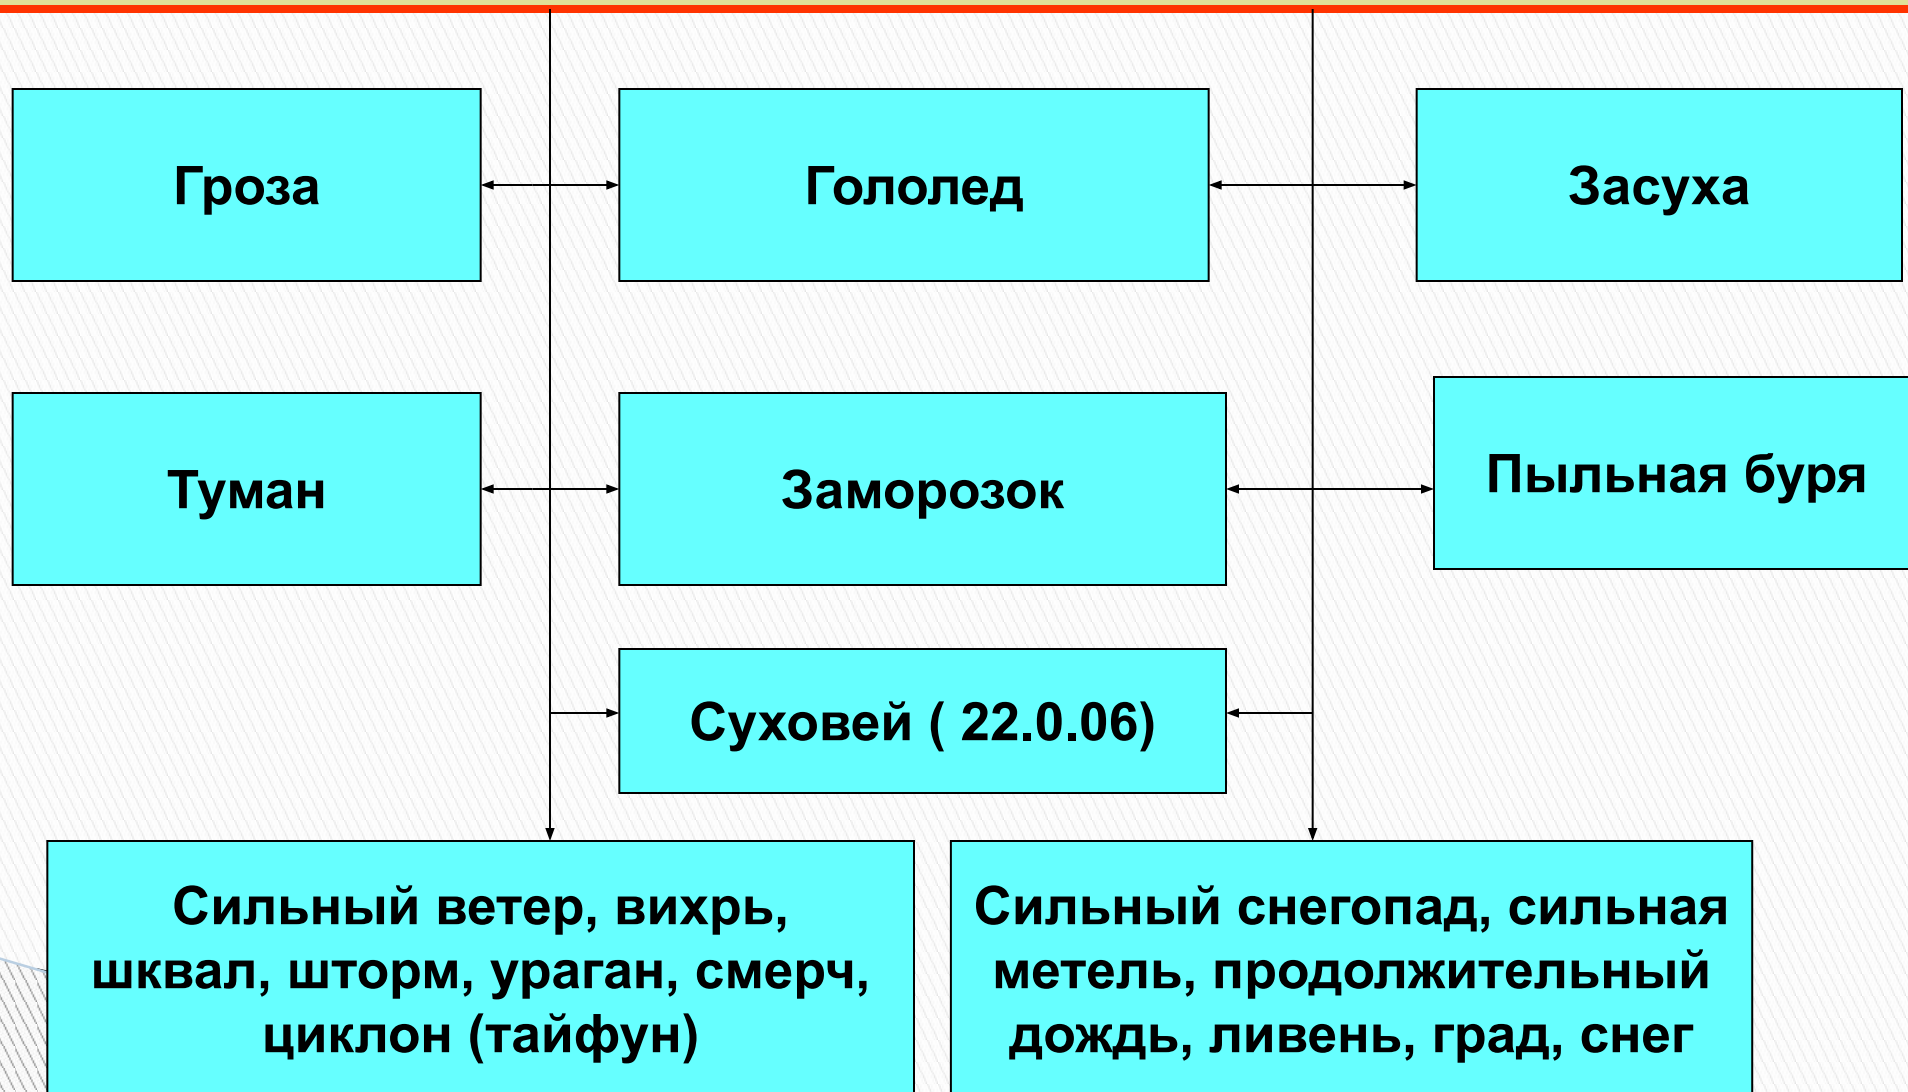 Гроза
Гололед
Засуха
Туман
Заморозок
Пыльная буря
Суховей ( 22.0.06)
Сильный ветер, вихрь,
шквал, шторм, ураган, смерч,
циклон (тайфун)
Сильный снегопад, сильная
метель, продолжительный
дождь, ливень, град, снег